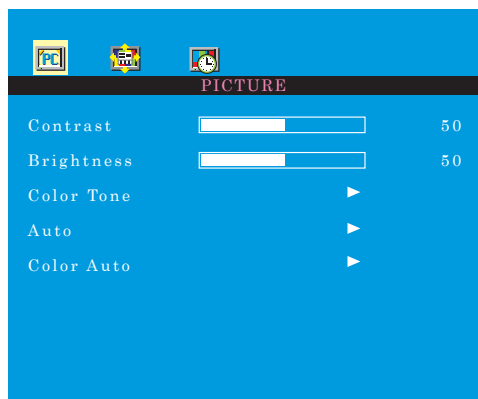 PC
PICTURE
Contrast 50
Brightness 50
Color Tone
Auto
Color Auto